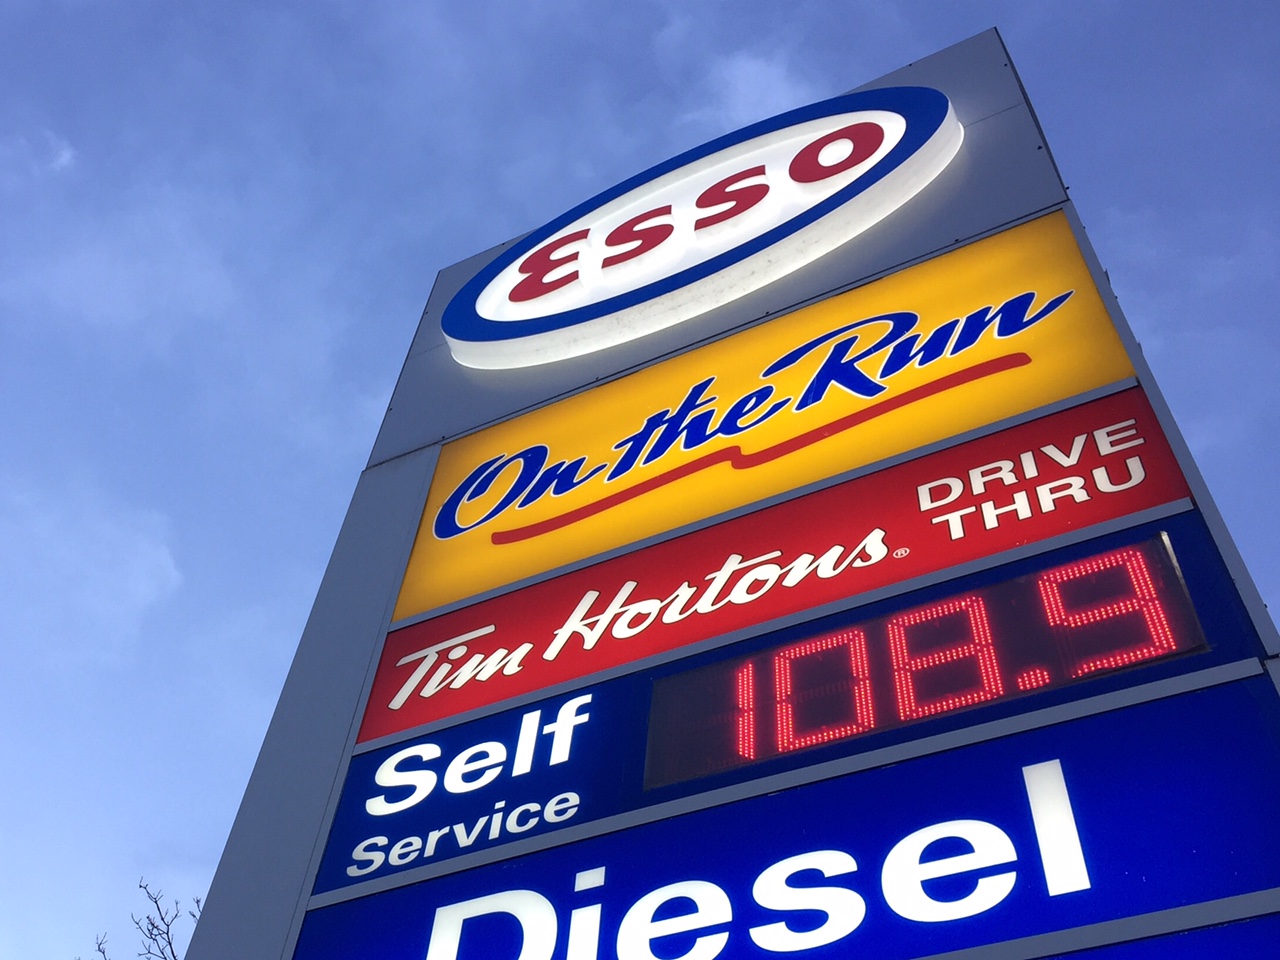 ESSO
On the Run
Tim Hortons® DRIVE THRU
Self Service
108.9
Diesel